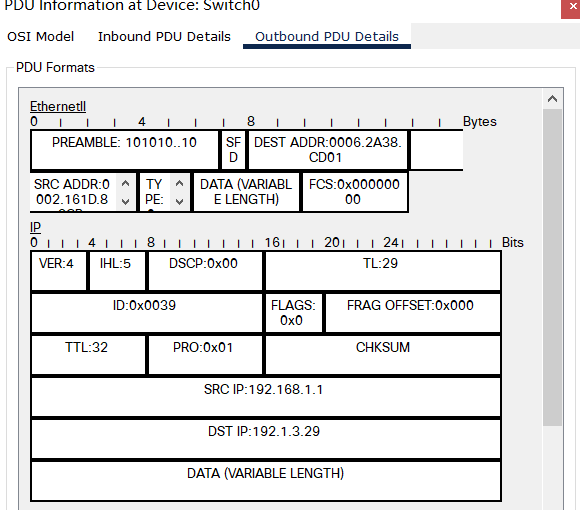 PDU Information at Device: Switch0
OSI Model Inbound PDU Details Outbound PDU Details
PDU Formats
EthernetII
0 4 8 Bytes
PREAMBLE: 101010..10 SF DEST ADDR:0006.2A38.
D CD01
SRC ADDR:0 TY DATA (VARIABL FCS:0x000000
002.161D.8 PE: E LENGTH) 00
IP
0 4 8 16 20 24 Bits
VER:4 IHL:5 DSCP:0x00 TL:29
ID:0x0039 FLAGS: FRAG OFFSET:0x000
0x0
TTL:32 PRO:0x01 CHKSUM
SRC IP:192.168.1.1
DST IP:192.1.3.29
DATA (VARIABLE LENGTH)